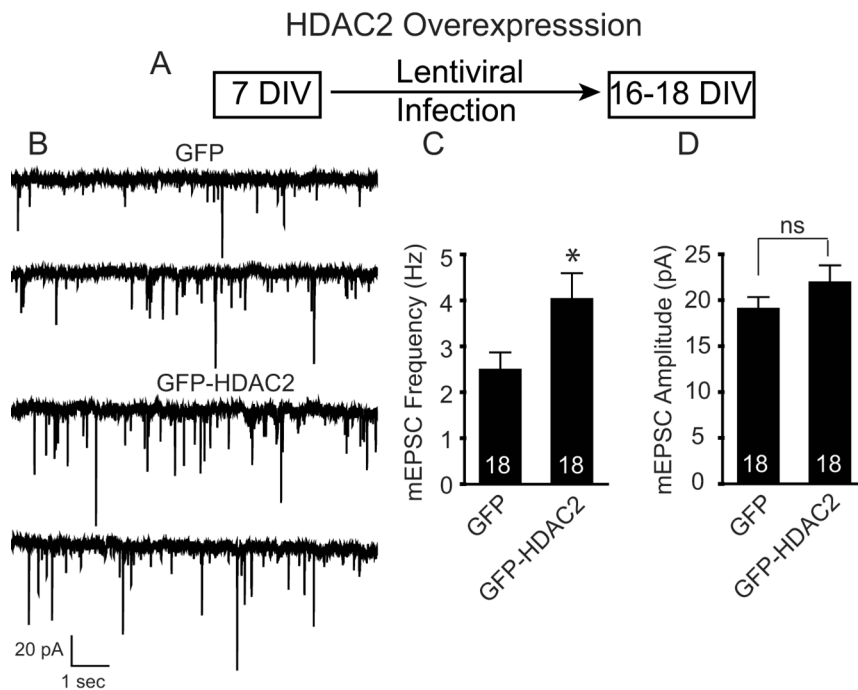 HDAC2 Overexpresssion
A
7 DIV
Lentiviral
Infection
16-18 DIV
B
GFP
GFP-HDAC2
20 pA
1 sec
C
mEPSC Frequency (Hz)
5
4
3
2
1
0
*
18
18
GFP
GFP-HDAC2
D
mEPSC Amplitude (pA)
25
20
15
10
5
0
ns
18
18
GFP
GFP-HDAC2